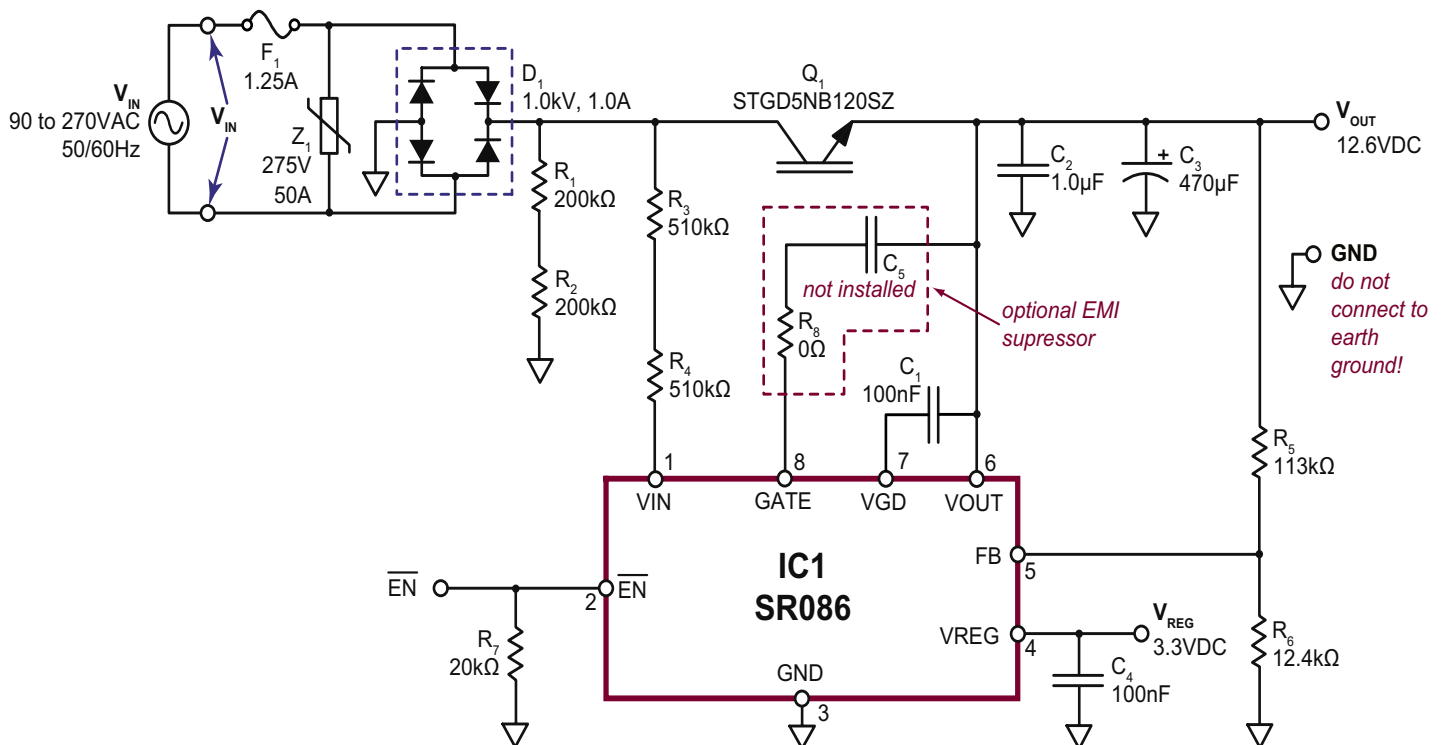 V_IN
90 to 270VAC
50/60Hz
V_IN
F_1
1.25A
Z_1
275V
50A
D_1
1.0kV, 1.0A
R_1
200kΩ
R_2
200kΩ
R_3
510kΩ
R_4
510kΩ
Q_1
STGD5NB120SZ
C_5
not installed
R_8
0Ω
optional EMI
supressor
C_1
100nF
C_2
1.0µF
+
C_3
470µF
V_OUT
12.6VDC
GND
do not
connect to
earth
ground!
R_5
113kΩ
R_6
12.4kΩ
1
VIN
8
GATE
7
VGD
6
VOUT
FB
5
IC1
SR086
EN
2
EN
R_7
20kΩ
VREG
4
V_REG
3.3VDC
C_4
100nF
GND
3